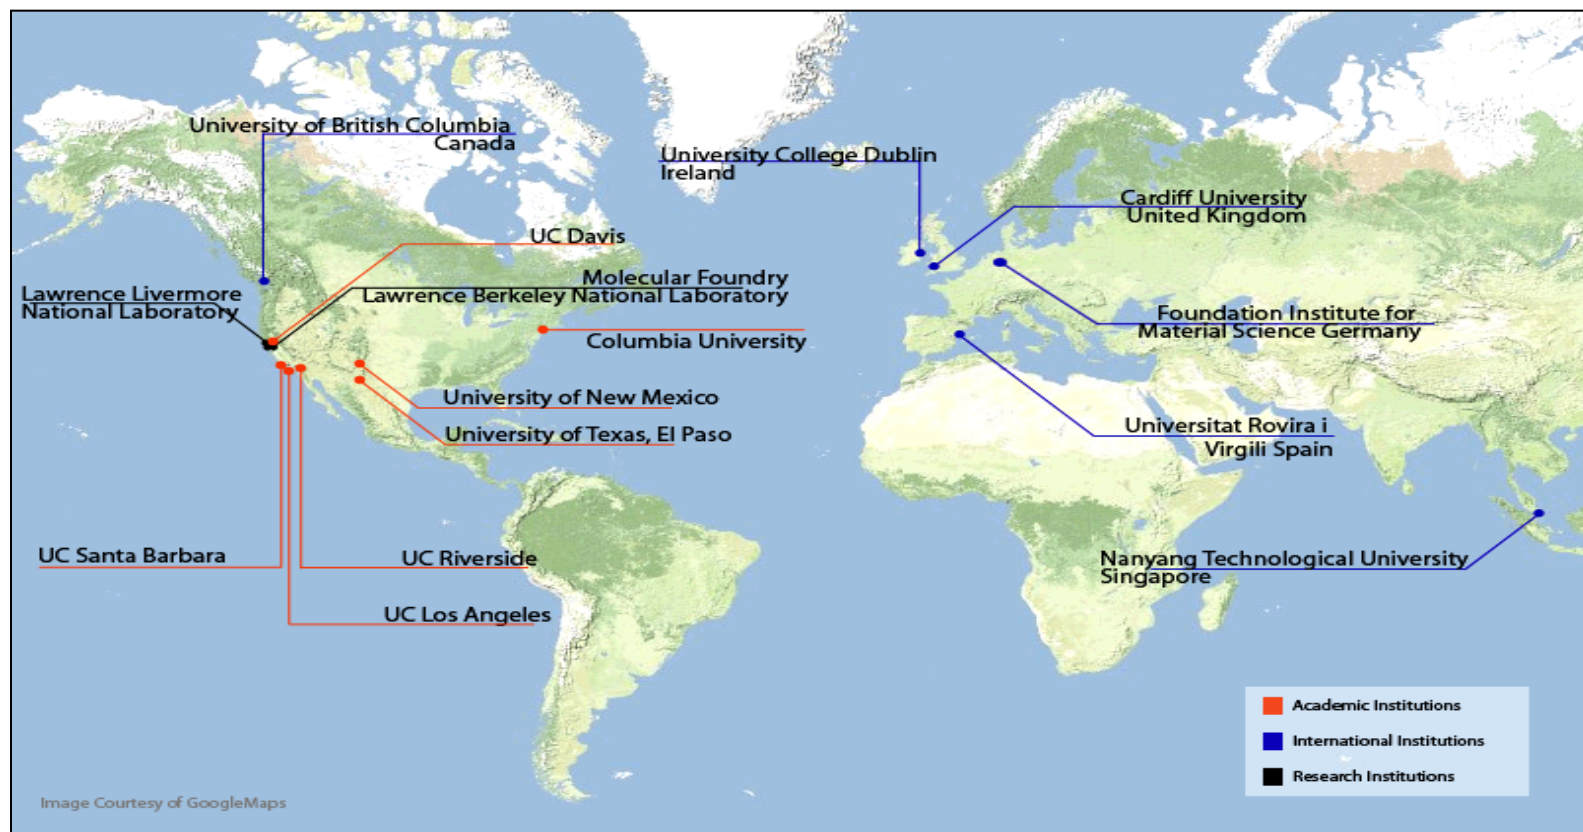 University of British Columbia
Canada
University College Dublin
Ireland
Cardiff University
United Kingdom
UC Davis
Molecular Foundry
Lawrence Berkeley National Laboratory
Lawrence Livermore
National Laboratory
Columbia University
Foundation Institute for
Material Science Germany
University of New Mexico
University of Texas, El Paso
Universitat Rovira i
Virgili Spain
UC Santa Barbara
UC Riverside
UC Los Angeles
Nanyang Technological University
Singapore
Academic Institutions
International Institutions
Research Institutions
Image Courtesy of GoogleMaps